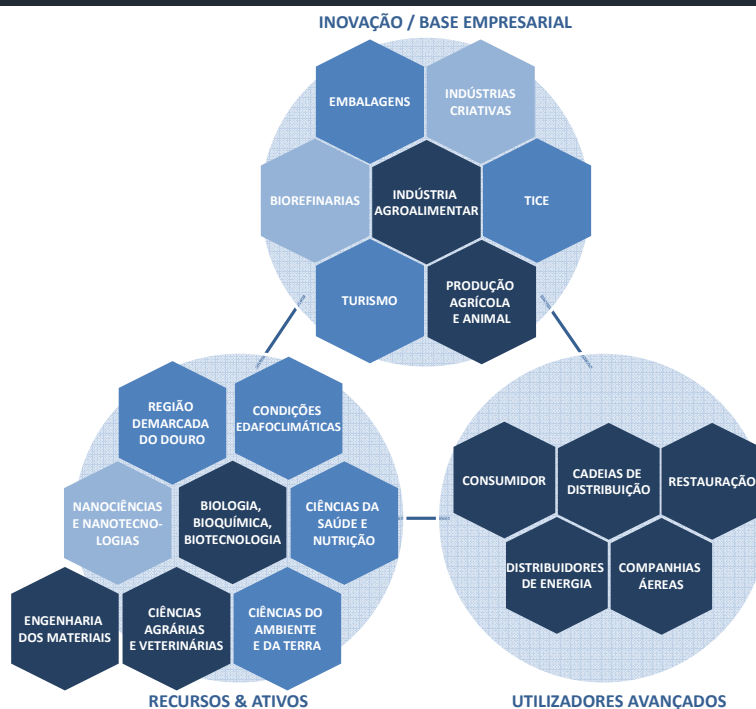 INOVAÇÃO / BASE EMPRESARIAL
EMBALAGENS
INDÚSTRIAS
CRIATIVAS
BIOREFINARIAS
INDÚSTRIA
AGROALIMENTAR
TICE
TURISMO
PRODUÇÃO
AGRÍCOLA
E ANIMAL
REGIÃO
DEMARCADA
DO DOURO
CONDIÇÕES
EDAFOCLIMÁTICAS
NANOCIÊNCIAS
E NANOTECNO-
LOGIAS
BIOLOGIA,
BIOQUÍMICA,
BIOTECNOLOGIA
CIÊNCIAS DA
SAÚDE E
NUTRIÇÃO
ENGENHARIA
DOS MATERIAIS
CIÊNCIAS
AGRÁRIAS
E VETERINÁRIAS
CIÊNCIAS DO
AMBIENTE
E DA TERRA
RECURSOS & ATIVOS
CONSUMIDOR
CADEIAS DE
DISTRIBUIÇÃO
RESTAURAÇÃO
DISTRIBUIDORES
DE ENERGIA
COMPANHIAS
ÁEREAS
UTILIZADORES AVANÇADOS